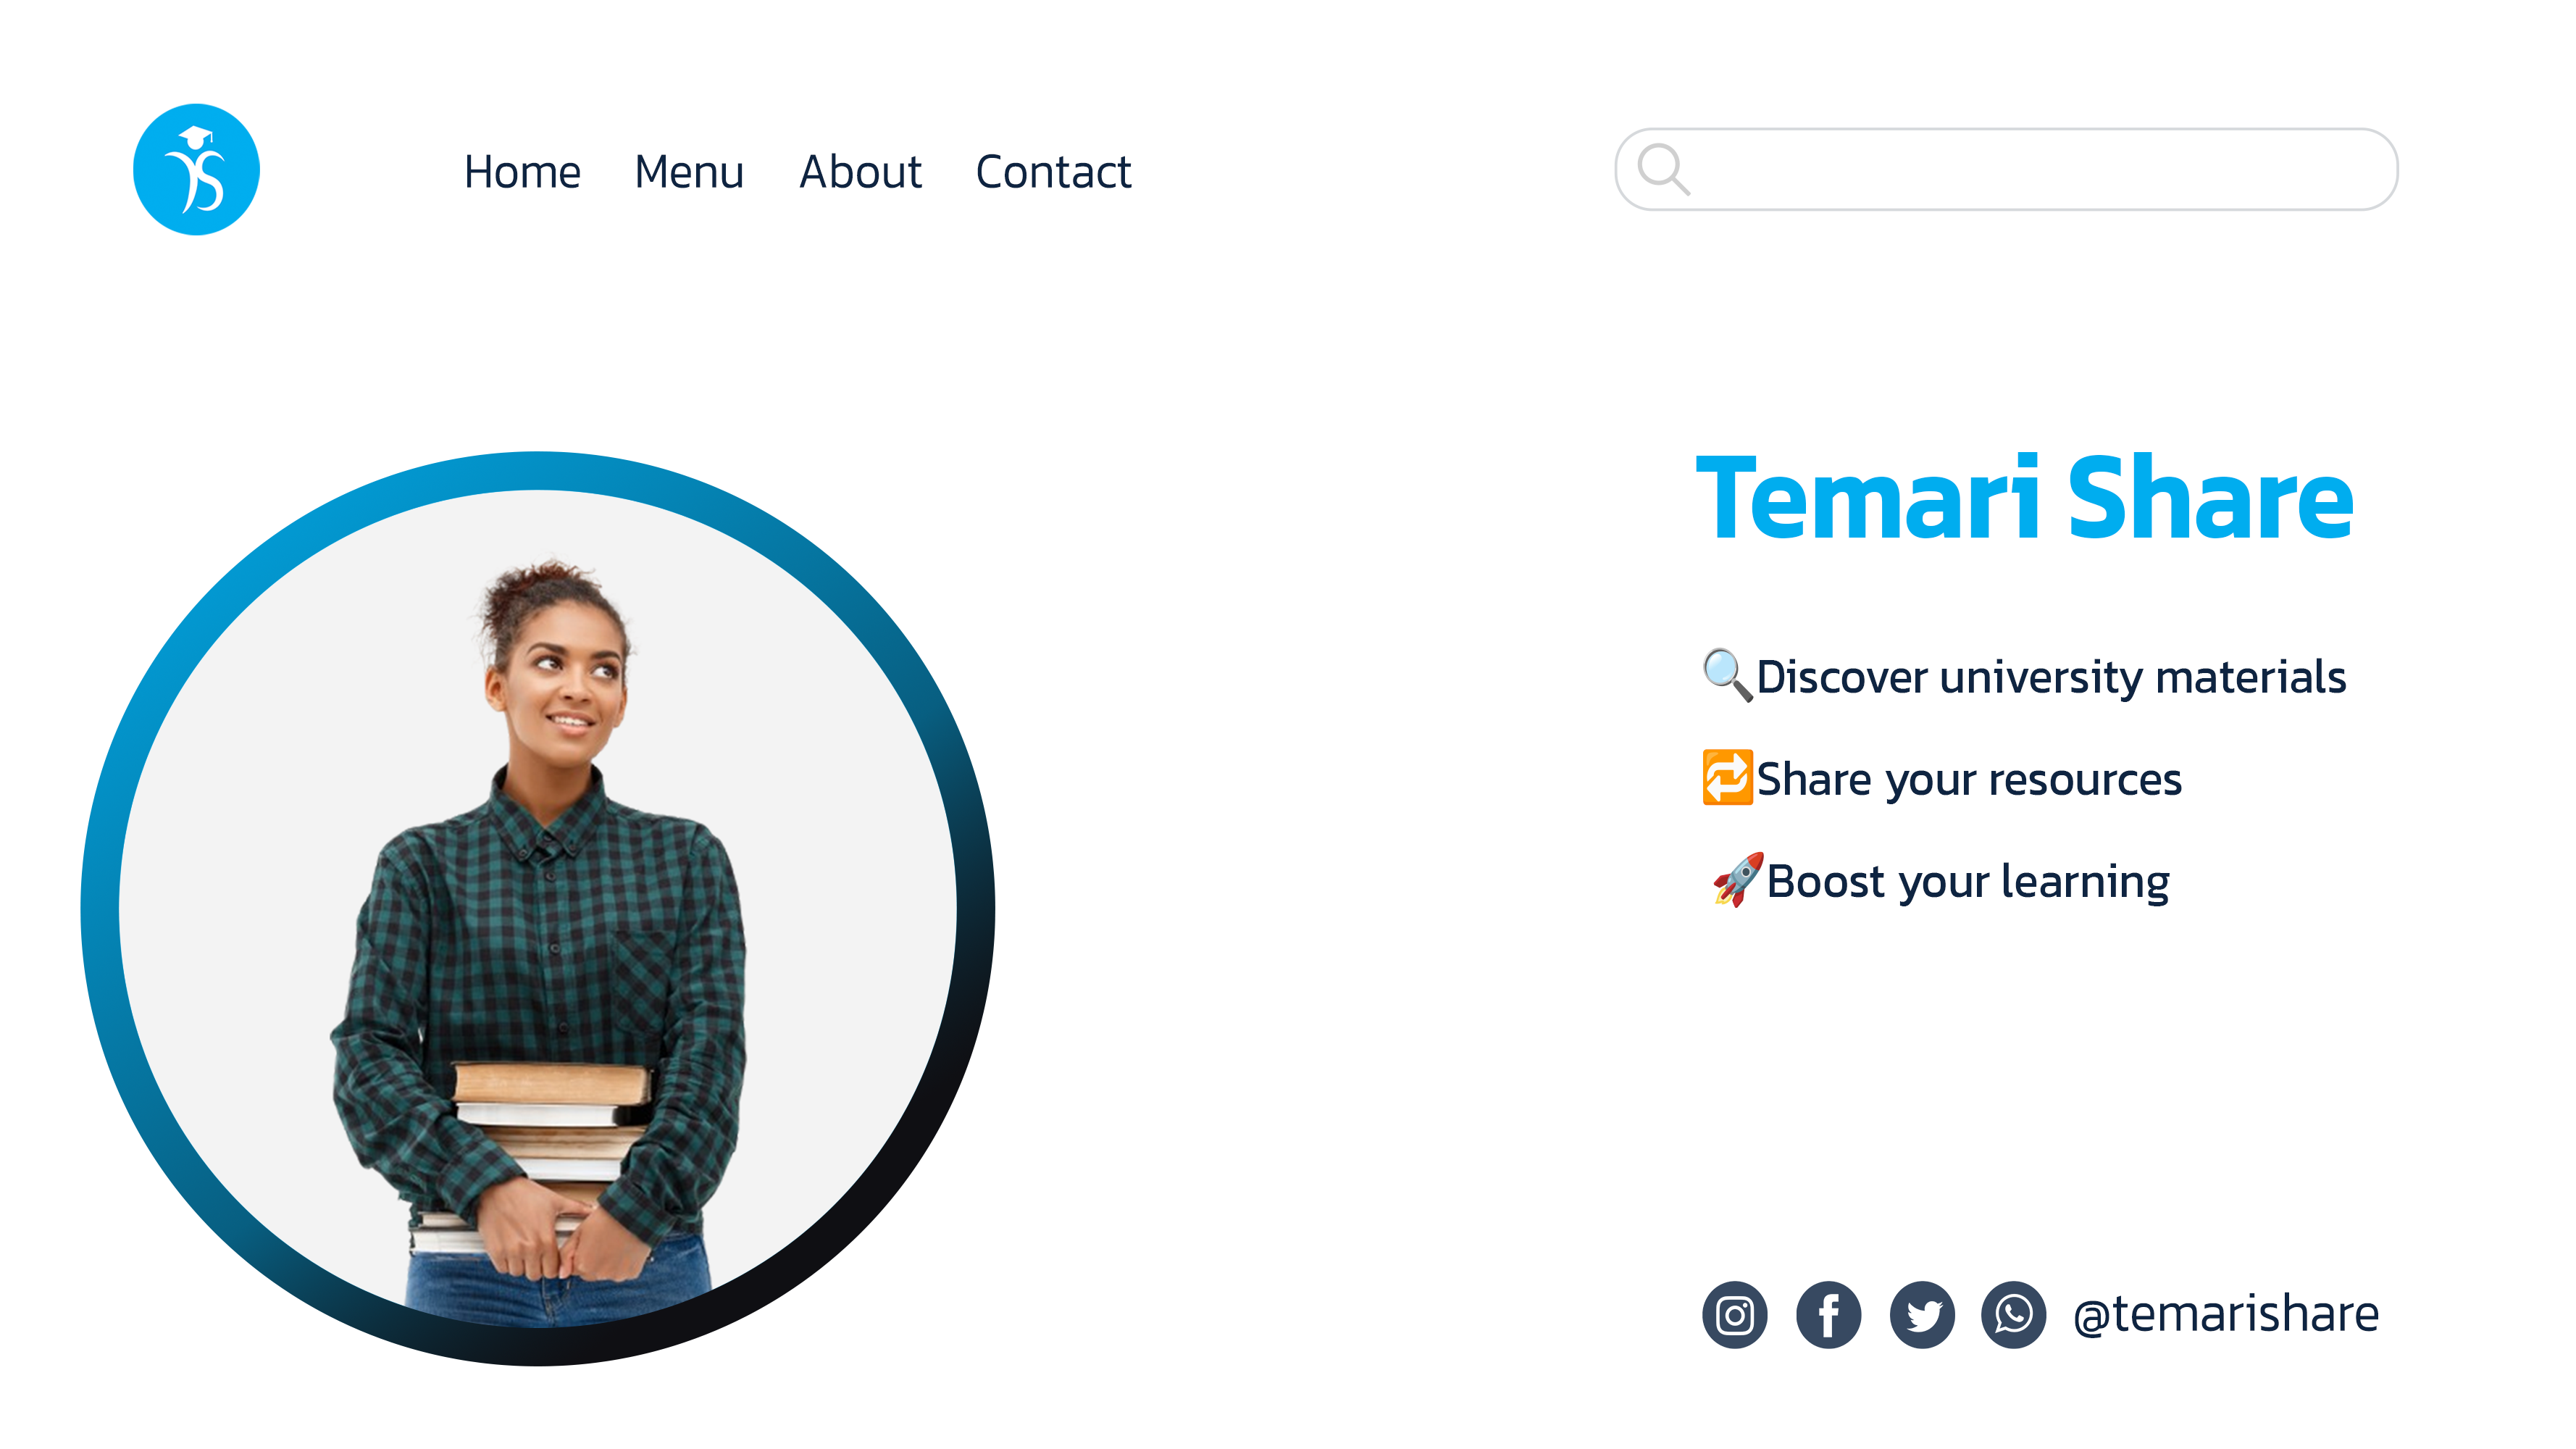 Home Menu About Contact
Temari Share
🔍Discover university materials
🔁Share your resources
🚀Boost your learning
@temarishare